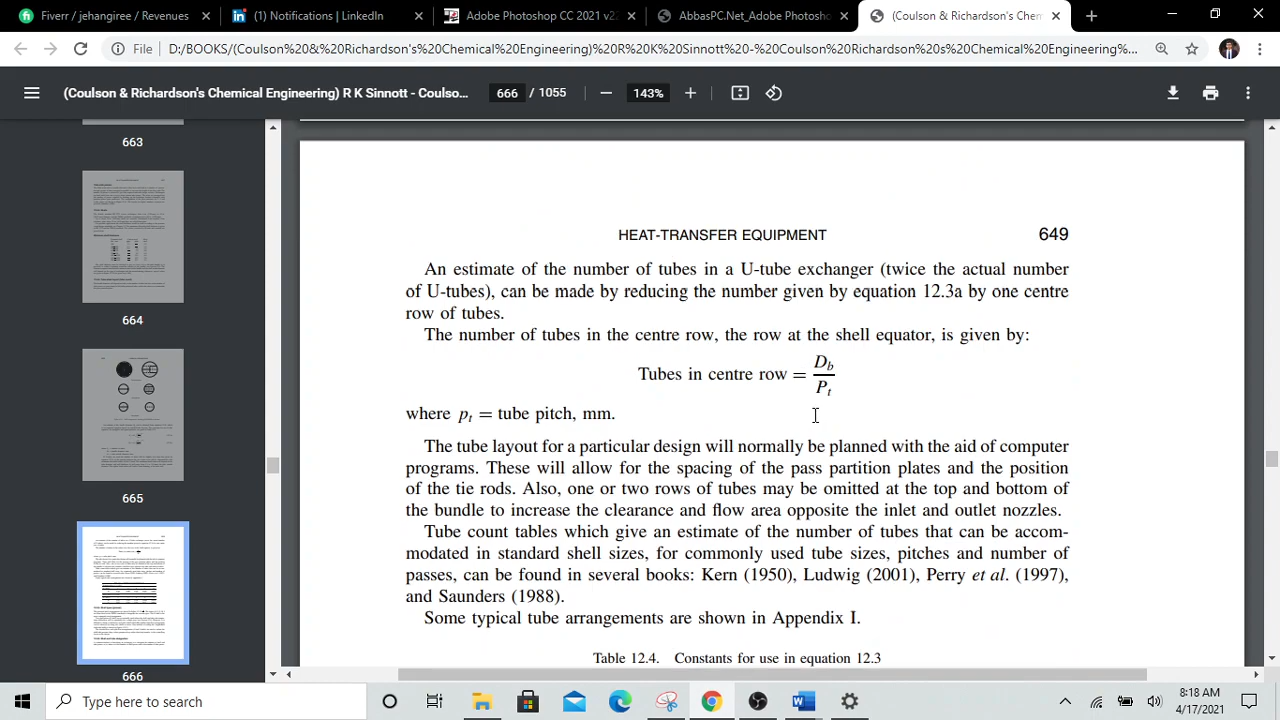 Fiverr / jehangiree / Revenues
(1) Notifications | LinkedIn
Adobe Photoshop CC 2021 v22
AbbasPC.Net_Adobe Photosh
(Coulson & Richardson's Chem
File
D:/BOOKS/(Coulson%20&%20Richardson's%20Chemical%20Engineering)%20R%20K%20Sinnott%20-%20Coulson%20Richardson%20s%20Chemical%20Engineering%...
(Coulson & Richardson's Chemical Engineering) R K Sinnott - Coulso...
666 / 1055
143%
663
664
665
666
HEAT-TRANSFER EQUIPMENT 649
An estimate of the number of tubes in a U-tube exchanger (twice the actual number
of U-tubes), can be made by reducing the number given by equation 12.3a by one centre
row of tubes.
The number of tubes in the centre row, the row at the shell equator, is given by:
Tubes in centre row = D_b / P_t
where p_t = tube pitch, mm.
The tube layout for a particular design will normally be planned with the aid of computer
programs. These will allow for the spacing of the pass partition plates and the position
of the tie rods. Also, one or two rows of tubes may be omitted at the top and bottom of
the bundle to increase the clearance and flow area opposite the inlet and outlet nozzles.
Tube count tables which give an estimate of the number of tubes that can be accom-
modated in standard shell sizes, for commonly used tube sizes, pitches and number of
passes, can be found in several books: Kern (1950), Ludwig (2001), Perry et al. (1997),
and Saunders (1988).
Some typical tube arrangements are shown in Appendix I.
Table 12.4. Constants for use in equation 12.3
Type here to search
8:18 AM
4/17/2021